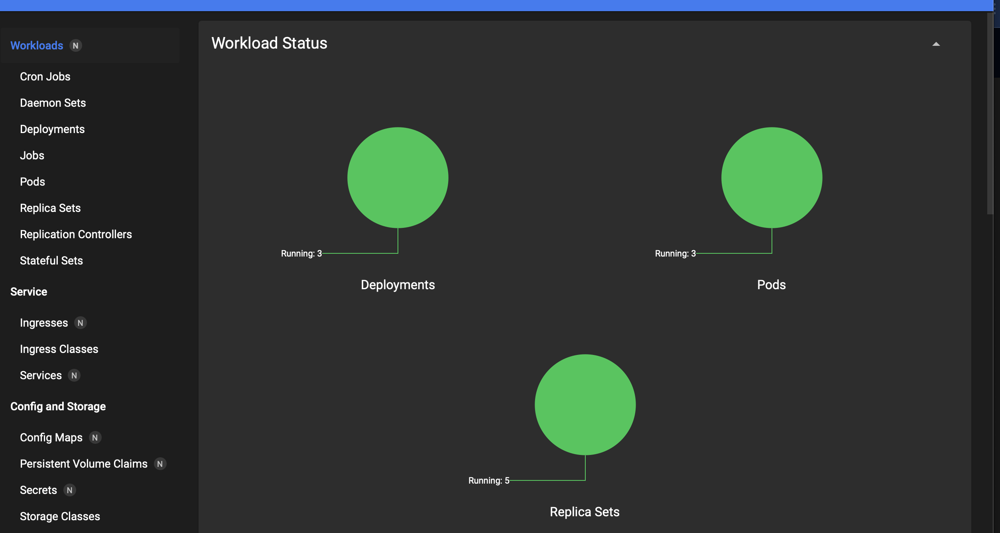 Workloads N
Cron Jobs
Daemon Sets
Deployments
Jobs
Pods
Replica Sets
Replication Controllers
Stateful Sets
Service
Ingresses N
Ingress Classes
Services N
Config and Storage
Config Maps N
Persistent Volume Claims N
Secrets N
Storage Classes
Workload Status
Running: 3
Deployments
Running: 3
Pods
Running: 5
Replica Sets